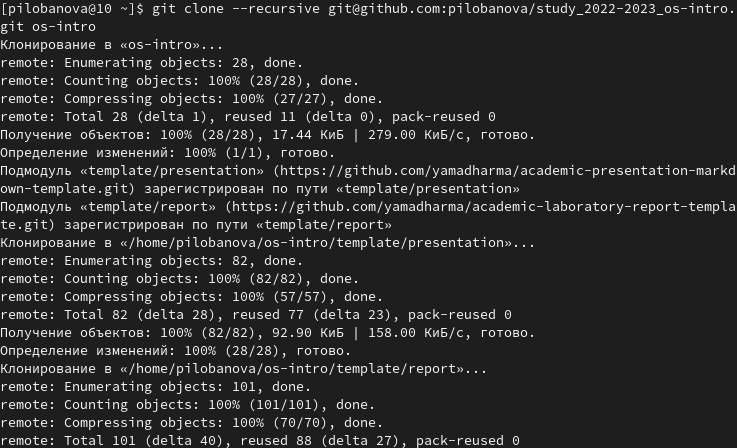 [pilobanova@10 ~]$ git clone --recursive git@github.com:pilobanova/study_2022-2023_os-intro.
git os-intro
Клонирование в «os-intro»...
remote: Enumerating objects: 28, done.
remote: Counting objects: 100% (28/28), done.
remote: Compressing objects: 100% (27/27), done.
remote: Total 28 (delta 1), reused 11 (delta 0), pack-reused 0
Получение объектов: 100% (28/28), 17.44 КиБ | 279.00 КиБ/с, готово.
Определение изменений: 100% (1/1), готово.
Подмодуль «template/presentation» (https://github.com/yamadharma/academic-presentation-markd
own-template.git) зарегистрирован по пути «template/presentation»
Подмодуль «template/report» (https://github.com/yamadharma/academic-laboratory-report-templa
te.git) зарегистрирован по пути «template/report»
Клонирование в «/home/pilobanova/os-intro/template/presentation»...
remote: Enumerating objects: 82, done.
remote: Counting objects: 100% (82/82), done.
remote: Compressing objects: 100% (57/57), done.
remote: Total 82 (delta 28), reused 77 (delta 23), pack-reused 0
Получение объектов: 100% (82/82), 92.90 КиБ | 158.00 КиБ/с, готово.
Определение изменений: 100% (28/28), готово.
Клонирование в «/home/pilobanova/os-intro/template/report»...
remote: Enumerating objects: 101, done.
remote: Counting objects: 100% (101/101), done.
remote: Compressing objects: 100% (70/70), done.
remote: Total 101 (delta 40), reused 88 (delta 27), pack-reused 0